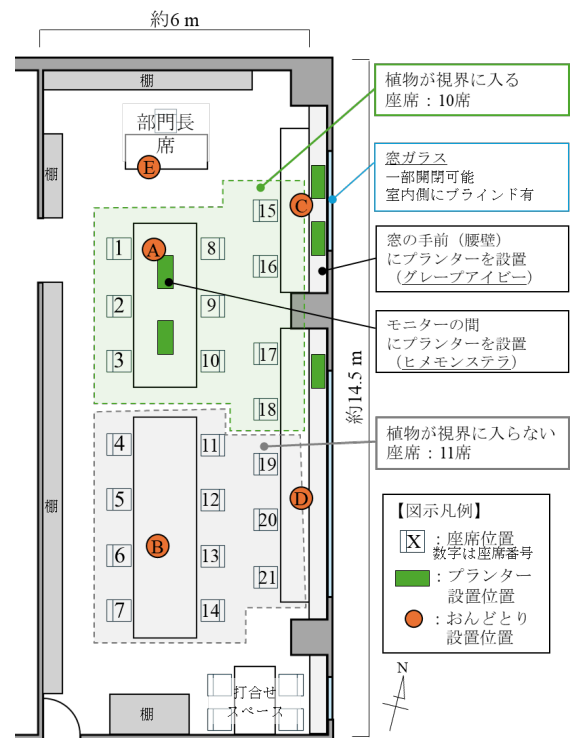 約6 m
棚
部門長
席
E
棚
C
15
A
1
8
16
2
9
3
10
17
18
4
11
19
5
12
D
20
棚
B
6
13
21
7
14
打合せ
スペース
棚
約14.5 m
植物が視界に入る
座席：10席
窓ガラス
一部開閉可能
室内側にブラインド有
窓の手前（腰壁）
にプランターを設置
（グレープアイビー）
モニターの間
にプランターを設置
（ヒメモンステラ）
植物が視界に入らない
座席：11席
【図示凡例】
X：座席位置
数字は座席番号
：プランター
設置位置
：おんどとり
設置位置
N